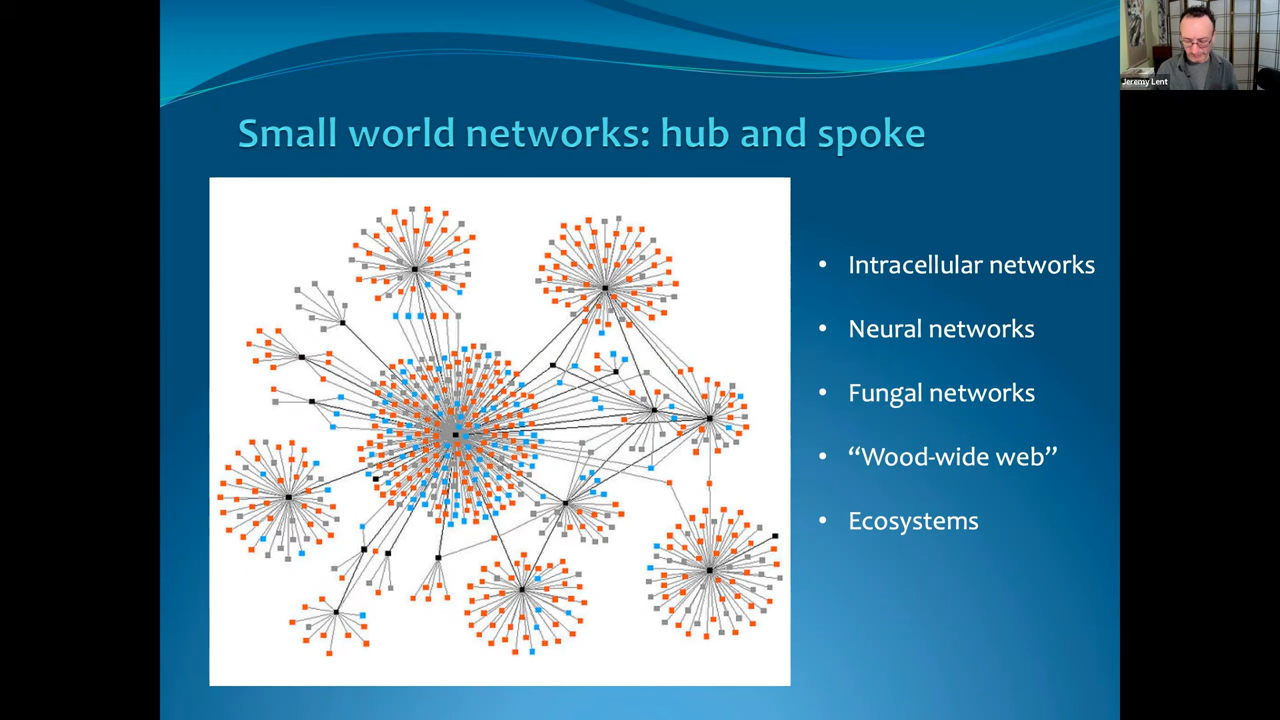 Jeremy Lent
Small world networks: hub and spoke
• Intracellular networks
• Neural networks
• Fungal networks
• “Wood-wide web”
• Ecosystems